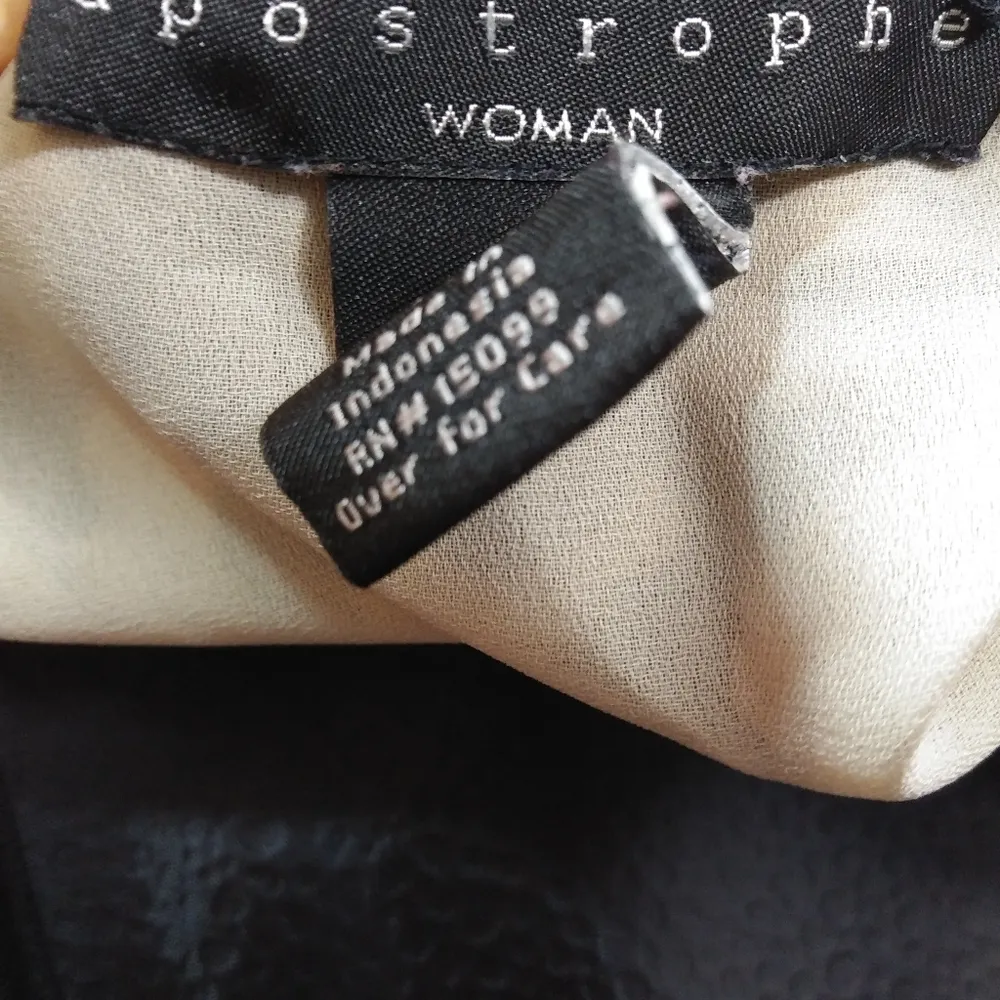 apostrophe
WOMAN
Made in
Indonesia
RN# 15099
Over for Care